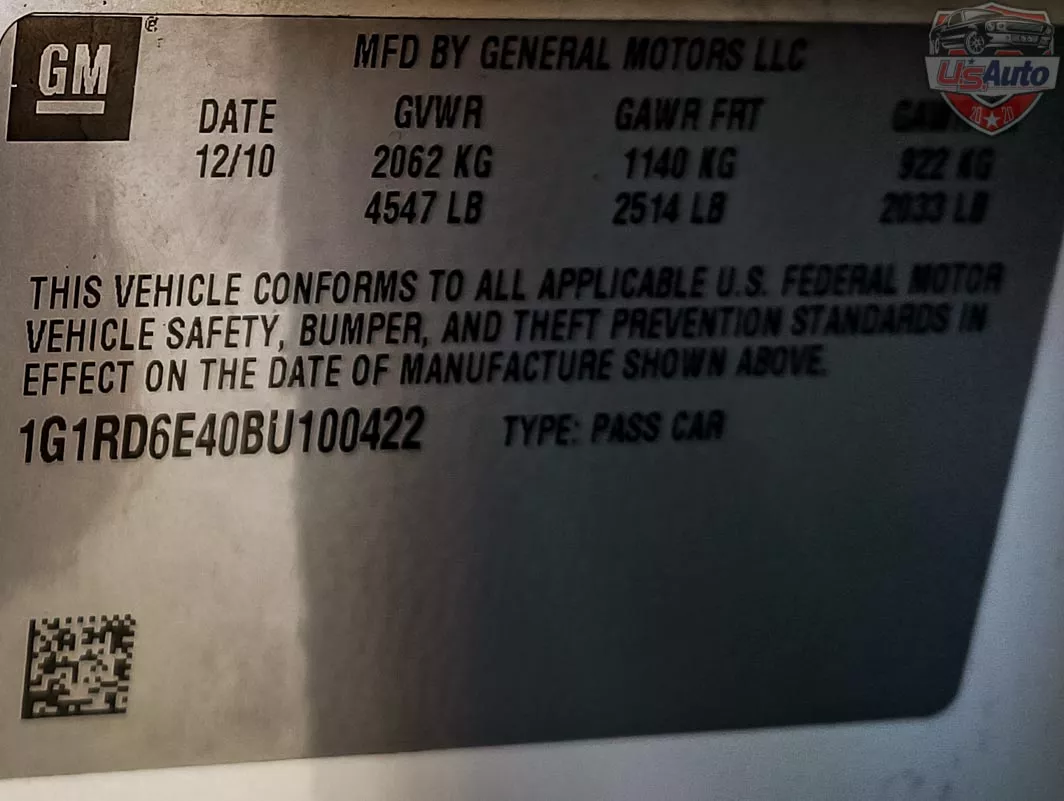 GM
MFD BY GENERAL MOTORS LLC
DATE GVWR GAWR FRT
12/10 2062 KG 1140 KG 922 KG
4547 LB 2514 LB 2033 LB
THIS VEHICLE CONFORMS TO ALL APPLICABLE U.S. FEDERAL MOTOR
VEHICLE SAFETY, BUMPER, AND THEFT PREVENTION STANDARDS IN
EFFECT ON THE DATE OF MANUFACTURE SHOWN ABOVE.
1G1RD6E40BU100422 TYPE: PASS CAR
U.S.Auto
20 20